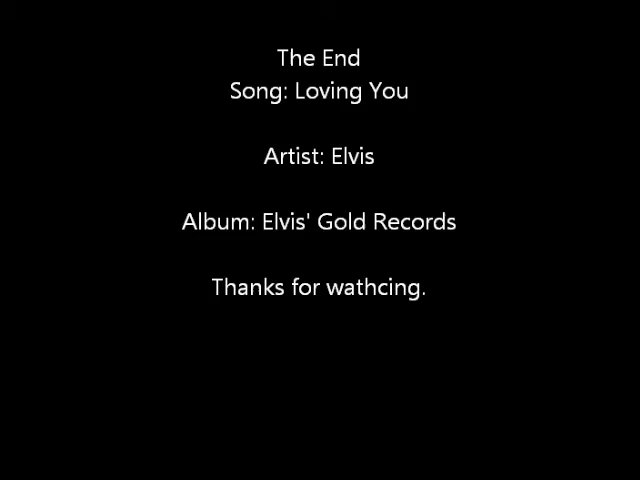 The End
Song: Loving You
Artist: Elvis
Album: Elvis' Gold Records
Thanks for wathcing.